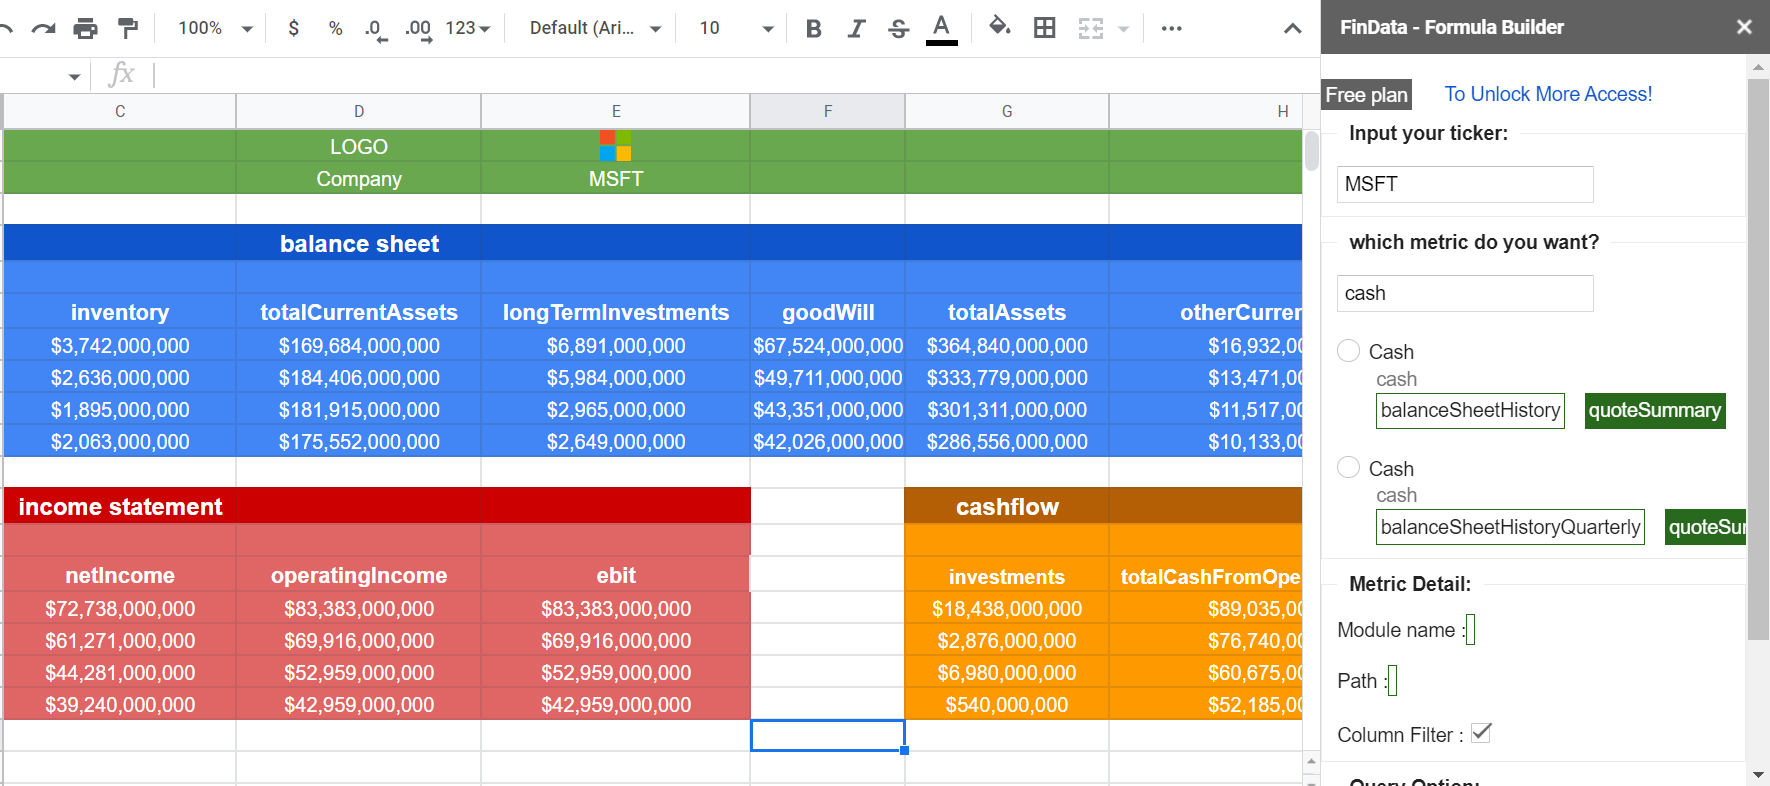 100% $ % .0 .00 123 Default (Ari... 10 B I S A ...
fx
C D E F G H
LOGO
Company MSFT
balance sheet
inventory totalCurrentAssets longTermInvestments goodWill totalAssets otherCurren
$3,742,000,000 $169,684,000,000 $6,891,000,000 $67,524,000,000 $364,840,000,000 $16,932,00
$2,636,000,000 $184,406,000,000 $5,984,000,000 $49,711,000,000 $333,779,000,000 $13,471,00
$1,895,000,000 $181,915,000,000 $2,965,000,000 $43,351,000,000 $301,311,000,000 $11,517,00
$2,063,000,000 $175,552,000,000 $2,649,000,000 $42,026,000,000 $286,556,000,000 $10,133,00
income statement cashflow
netIncome operatingIncome ebit investments totalCashFromOpe
$72,738,000,000 $83,383,000,000 $83,383,000,000 $18,438,000,000 $89,035,00
$61,271,000,000 $69,916,000,000 $69,916,000,000 $2,876,000,000 $76,740,00
$44,281,000,000 $52,959,000,000 $52,959,000,000 $6,980,000,000 $60,675,00
$39,240,000,000 $42,959,000,000 $42,959,000,000 $540,000,000 $52,185,00
FinData - Formula Builder
Free plan To Unlock More Access!
Input your ticker:
MSFT
which metric do you want?
cash
Cash
cash
balanceSheetHistory quoteSummary
Cash
cash
balanceSheetHistoryQuarterly quoteSur
Metric Detail:
Module name :
Path :
Column Filter :
Query Option: